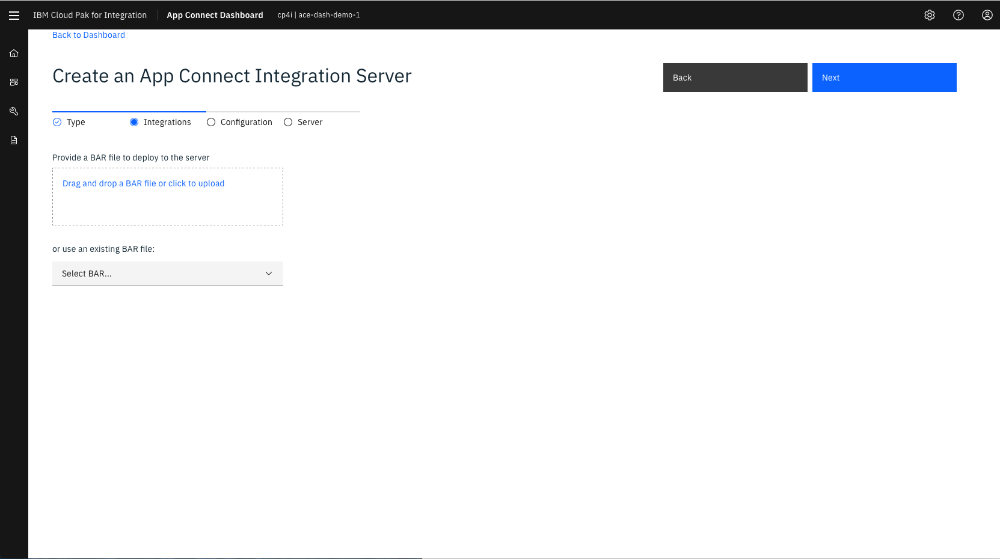 IBM Cloud Pak for Integration App Connect Dashboard cp4i | ace-dash-demo-1
Back to Dashboard
Create an App Connect Integration Server
Back
Next
Type
Integrations
Configuration
Server
Provide a BAR file to deploy to the server
Drag and drop a BAR file or click to upload
or use an existing BAR file:
Select BAR...